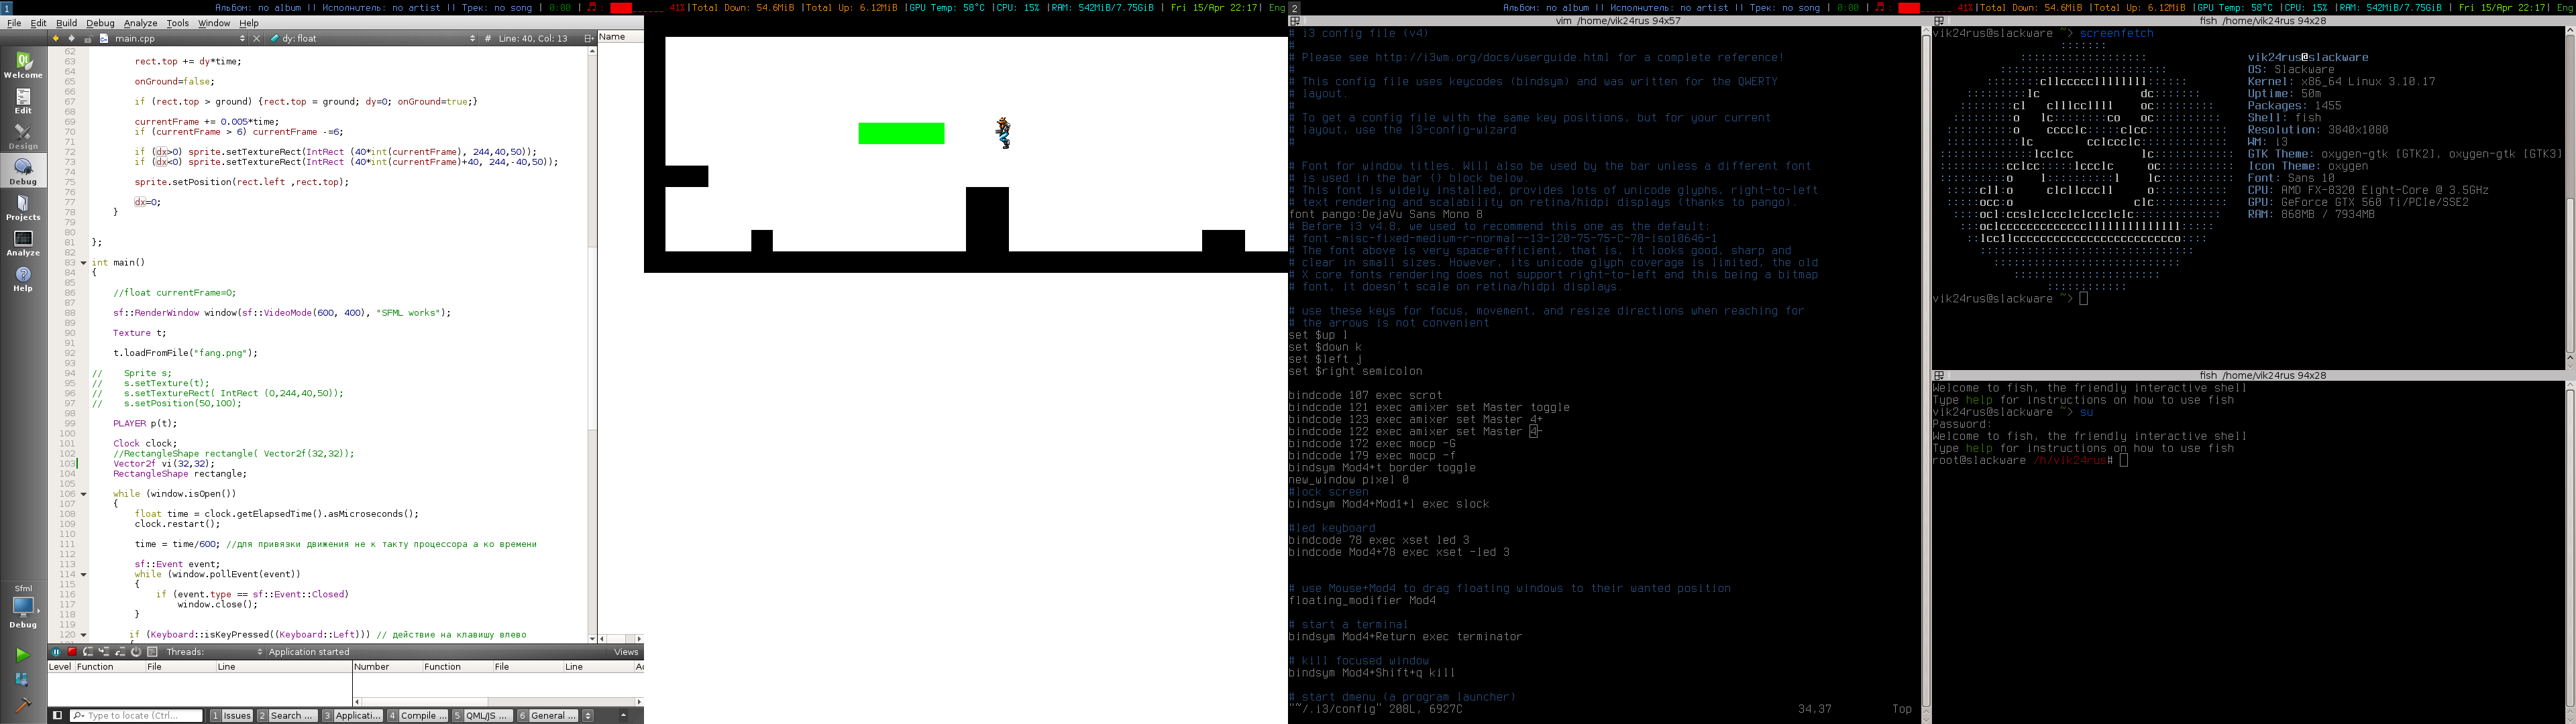 1
Альбом: no album || Исполнитель: no artist || Трек: no song | 0:00 | 41%|Total Down: 54.6MiB |Total Up: 6.12MiB |GPU Temp: 58°C |CPU: 15% |RAM: 542MiB/7.75GiB | Fri 15/Apr 22:17| Eng
File Edit Build Debug Analyze Tools Window Help
main.cpp dy: float # Line: 40, Col: 13
Name
Welcome
Edit
Design
Debug
Projects
Analyze
Help
Sfml
Debug
62
63 rect.top += dy*time;
64
65 onGround=false;
66
67 if (rect.top > ground) {rect.top = ground; dy=0; onGround=true;}
68
69 currentFrame += 0.005*time;
70 if (currentFrame > 6) currentFrame -=6;
71
72 if (dx>0) sprite.setTextureRect(IntRect (40*int(currentFrame), 244,40,50));
73 if (dx<0) sprite.setTextureRect(IntRect (40*int(currentFrame)+40, 244,-40,50));
74
75 sprite.setPosition(rect.left ,rect.top);
76
77 dx=0;
78 }
79
80
81 };
82
83 int main()
84 {
85
86 //float currentFrame=0;
87
88 sf::RenderWindow window(sf::VideoMode(600, 400), "SFML works");
89
90 Texture t;
91
92 t.loadFromFile("fang.png");
93
94 // Sprite s;
95 // s.setTexture(t);
96 // s.setTextureRect( IntRect (0,244,40,50));
97 // s.setPosition(50,100);
98
99 PLAYER p(t);
100
101 Clock clock;
102 //RectangleShape rectangle( Vector2f(32,32));
103 Vector2f vi(32,32);
104 RectangleShape rectangle;
105
106 while (window.isOpen())
107 {
108 float time = clock.getElapsedTime().asMicroseconds();
109 clock.restart();
110
111 time = time/600; //для привязки движения не к такту процессора а ко времени
112
113 sf::Event event;
114 while (window.pollEvent(event))
115 {
116 if (event.type == sf::Event::Closed)
117 window.close();
118 }
119
120 if (Keyboard::isKeyPressed((Keyboard::Left))) // действие на клавишу влево
Threads: Application started Views
Level Function File Line Number Function File Line
Type to locate (Ctrl... 1 Issues 2 Search ... 3 Applicati... 4 Compile ... 5 QML/JS ... 6 General ...
2
Альбом: no album || Исполнитель: no artist || Трек: no song | 0:00 | 41%|Total Down: 54.6MiB |Total Up: 6.12MiB |GPU Temp: 58°C |CPU: 15% |RAM: 542MiB/7.75GiB | Fri 15/Apr 22:17| Eng
vim /home/vik24rus 94x57
# i3 config file (v4)
#
# Please see http://i3wm.org/docs/userguide.html for a complete reference!
#
# This config file uses keycodes (bindsym) and was written for the QWERTY
# layout.
#
# To get a config file with the same key positions, but for your current
# layout, use the i3-config-wizard
#
# Font for window titles. Will also be used by the bar unless a different font
# is used in the bar {} block below.
# This font is widely installed, provides lots of unicode glyphs, right-to-left
# text rendering and scalability on retina/hidpi displays (thanks to pango).
font pango:DejaVu Sans Mono 8
# Before i3 v4.8, we used to recommend this one as the default:
# font -misc-fixed-medium-r-normal--13-120-75-75-C-70-iso10646-1
# The font above is very space-efficient, that is, it looks good, sharp and
# clear in small sizes. However, its unicode glyph coverage is limited, the old
# X core fonts rendering does not support right-to-left and this being a bitmap
# font, it doesn't scale on retina/hidpi displays.
# use these keys for focus, movement, and resize directions when reaching for
# the arrows is not convenient
set $up l
set $down k
set $left j
set $right semicolon
bindcode 107 exec scrot
bindcode 121 exec amixer set Master toggle
bindcode 123 exec amixer set Master 4+
bindcode 122 exec amixer set Master 4-
bindcode 172 exec mocp -G
bindcode 179 exec mocp -f
bindsym Mod4+t border toggle
new_window pixel 0
#lock screen
bindsym Mod4+Mod1+l exec slock
#led keyboard
bindcode 78 exec xset led 3
bindcode Mod4+78 exec xset -led 3
# use Mouse+Mod4 to drag floating windows to their wanted position
floating_modifier Mod4
# start a terminal
bindsym Mod4+Return exec terminator
# kill focused window
bindsym Mod4+Shift+q kill
# start dmenu (a program launcher)
"~/.i3/config" 208L, 6927C 34,37 Top
fish /home/vik24rus 94x28
vik24rus@slackware ~> screenfetch
vik24rus@slackware
OS: Slackware
Kernel: x86_64 Linux 3.10.17
Uptime: 50m
Packages: 1455
Shell: fish
Resolution: 3840x1080
WM: i3
GTK Theme: oxygen-gtk [GTK2], oxygen-gtk [GTK3]
Icon Theme: oxygen
Font: Sans 10
CPU: AMD FX-8320 Eight-Core @ 3.5GHz
GPU: GeForce GTX 560 Ti/PCIe/SSE2
RAM: 868MB / 7934MB
vik24rus@slackware ~>
fish /home/vik24rus 94x28
Welcome to fish, the friendly interactive shell
Type help for instructions on how to use fish
vik24rus@slackware ~> su
Password:
Welcome to fish, the friendly interactive shell
Type help for instructions on how to use fish
root@slackware /h/vik24rus#